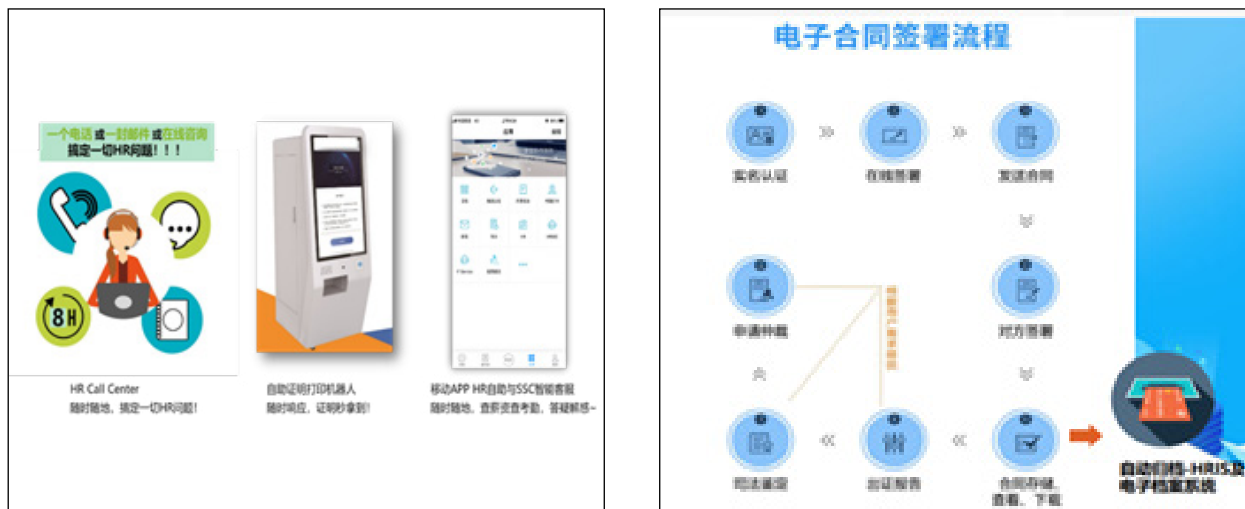 一个电话 或一封邮件 或在线咨询
搞定一切HR问题！！！
8H
HR Call Center
随时随地，搞定一切HR问题！
自助证明打印机器人
随时响应，证明秒拿到！
移动APP HR自助与SSC智能客服
随时随地，查薪资查考勤，答疑解惑~
电子合同签署流程
实名认证
在线签署
发送合同
申请仲裁
对方签署
司法鉴定
出证报告
合同存储、
查看、下载
自动归档-HRIS及
电子档案系统